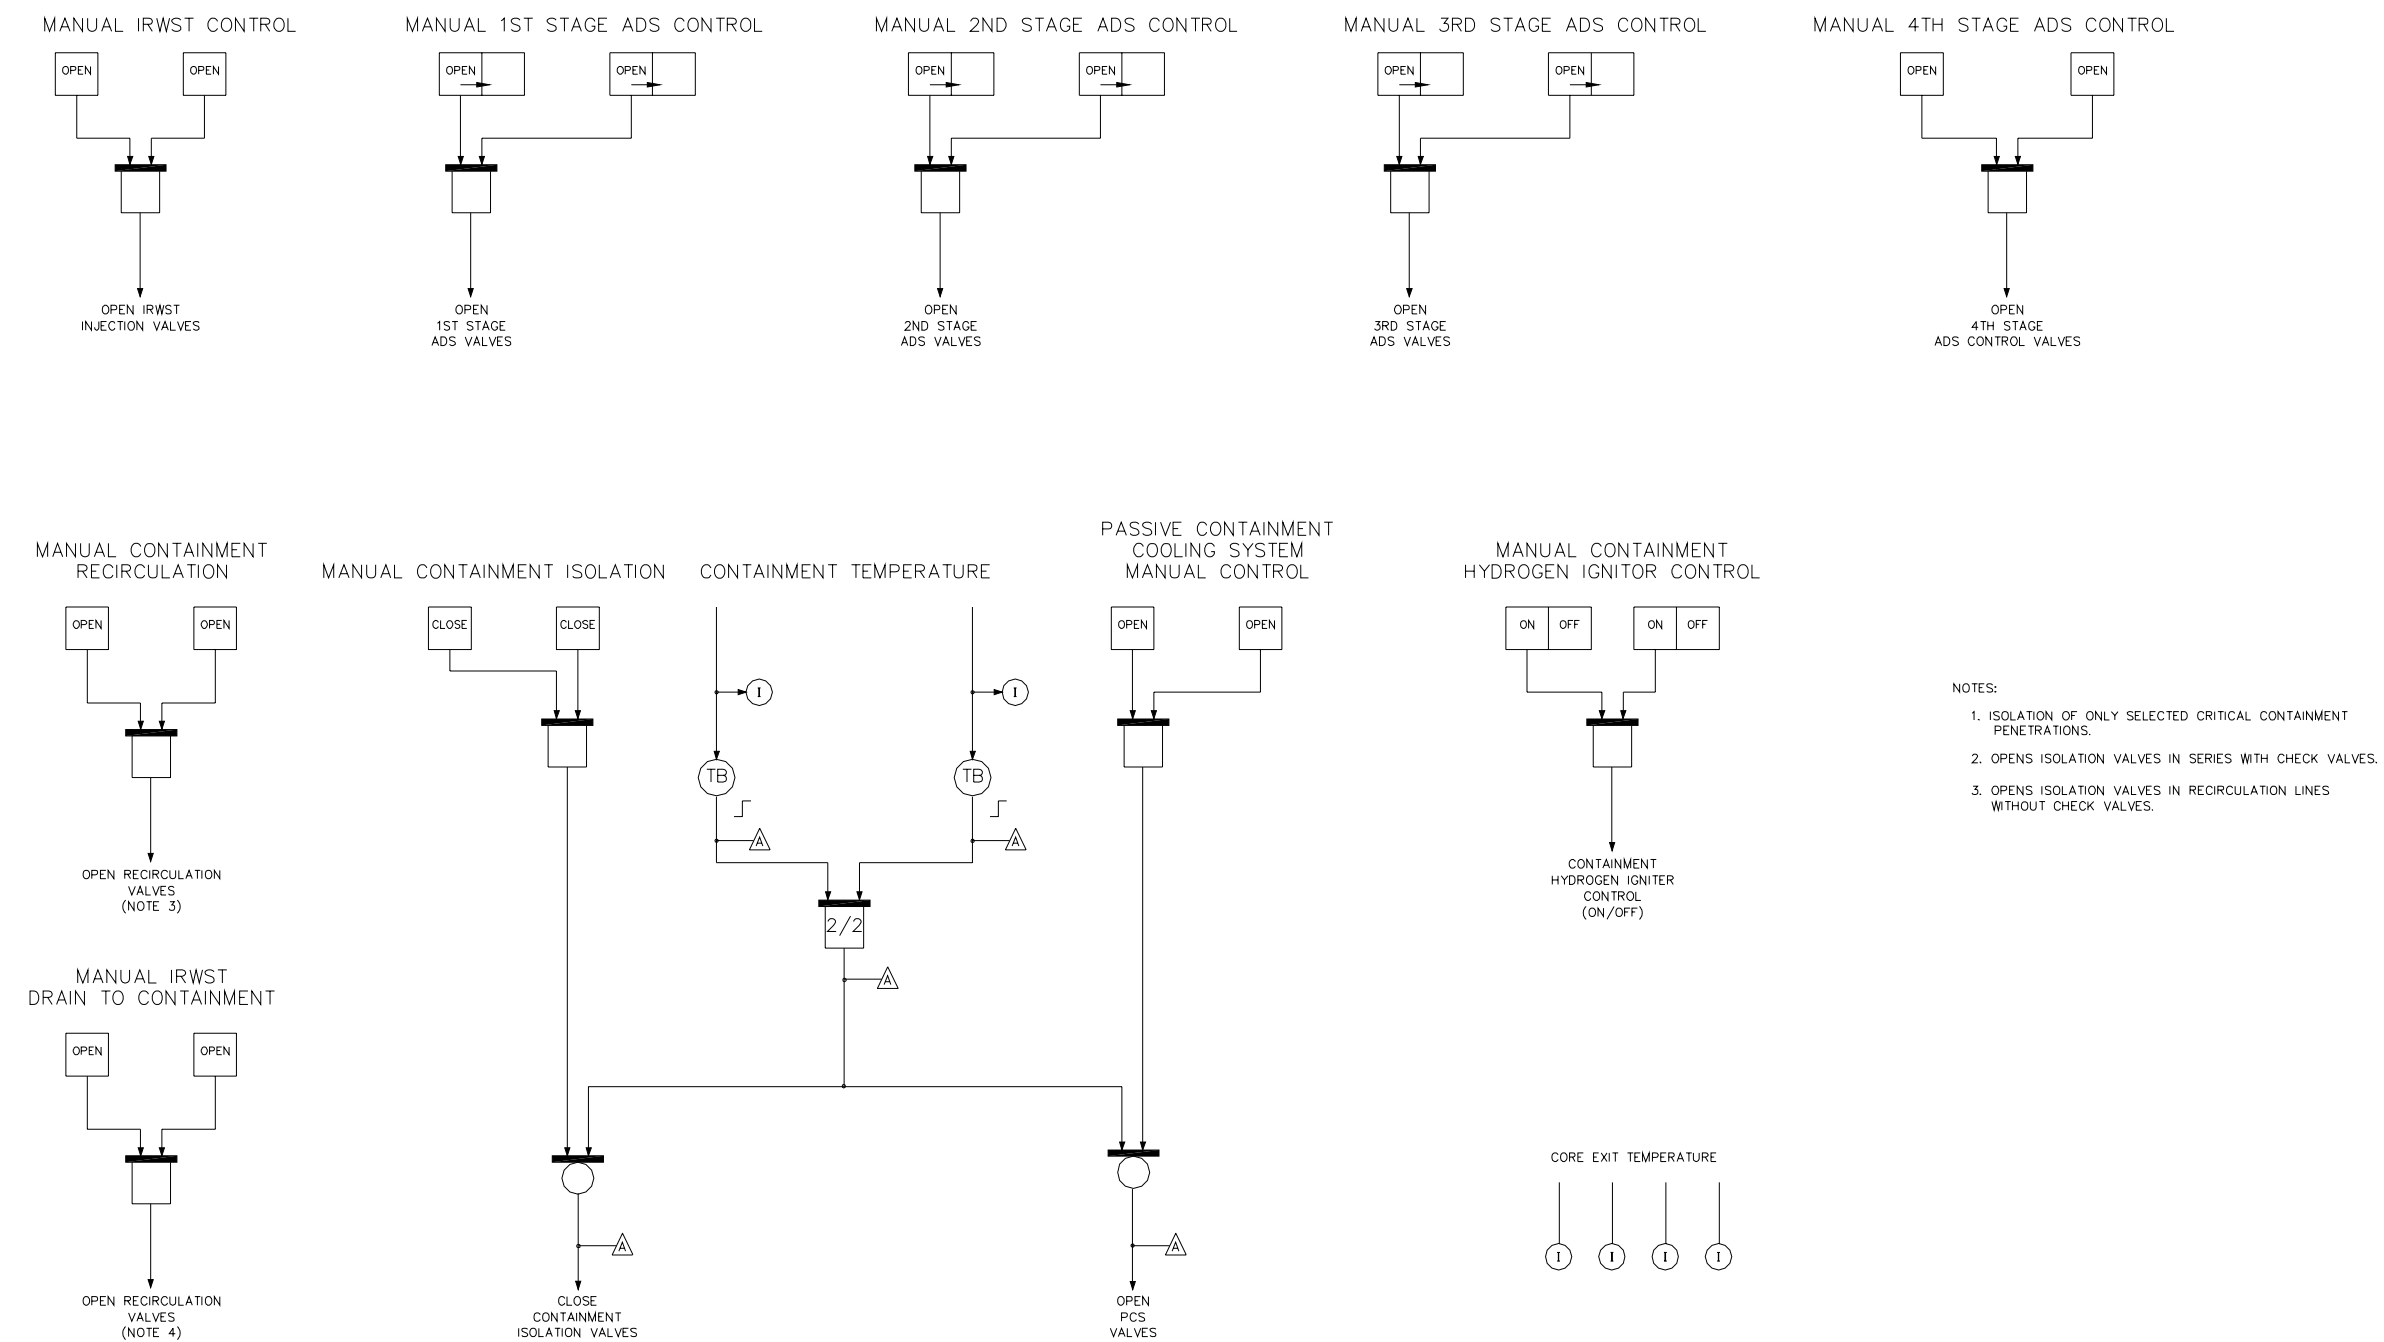 MANUAL IRWST CONTROL
OPEN
OPEN
OPEN IRWST
INJECTION VALVES
MANUAL 1ST STAGE ADS CONTROL
OPEN
OPEN
OPEN
1ST STAGE
ADS VALVES
MANUAL 2ND STAGE ADS CONTROL
OPEN
OPEN
OPEN
2ND STAGE
ADS VALVES
MANUAL 3RD STAGE ADS CONTROL
OPEN
OPEN
OPEN
3RD STAGE
ADS VALVES
MANUAL 4TH STAGE ADS CONTROL
OPEN
OPEN
OPEN
4TH STAGE
ADS CONTROL VALVES
MANUAL CONTAINMENT
RECIRCULATION
OPEN
OPEN
OPEN RECIRCULATION
VALVES
(NOTE 3)
MANUAL IRWST
DRAIN TO CONTAINMENT
OPEN
OPEN
OPEN RECIRCULATION
VALVES
(NOTE 4)
MANUAL CONTAINMENT ISOLATION
CLOSE
CLOSE
CONTAINMENT TEMPERATURE
I
I
TB
TB
A
A
2/2
A
A
CLOSE
CONTAINMENT
ISOLATION VALVES
PASSIVE CONTAINMENT
COOLING SYSTEM
MANUAL CONTROL
OPEN
OPEN
A
OPEN
PCS
VALVES
MANUAL CONTAINMENT
HYDROGEN IGNITOR CONTROL
ON OFF
ON OFF
CONTAINMENT
HYDROGEN IGNITER
CONTROL
(ON/OFF)
CORE EXIT TEMPERATURE
I I I I
NOTES:
1. ISOLATION OF ONLY SELECTED CRITICAL CONTAINMENT
PENETRATIONS.
2. OPENS ISOLATION VALVES IN SERIES WITH CHECK VALVES.
3. OPENS ISOLATION VALVES IN RECIRCULATION LINES
WITHOUT CHECK VALVES.